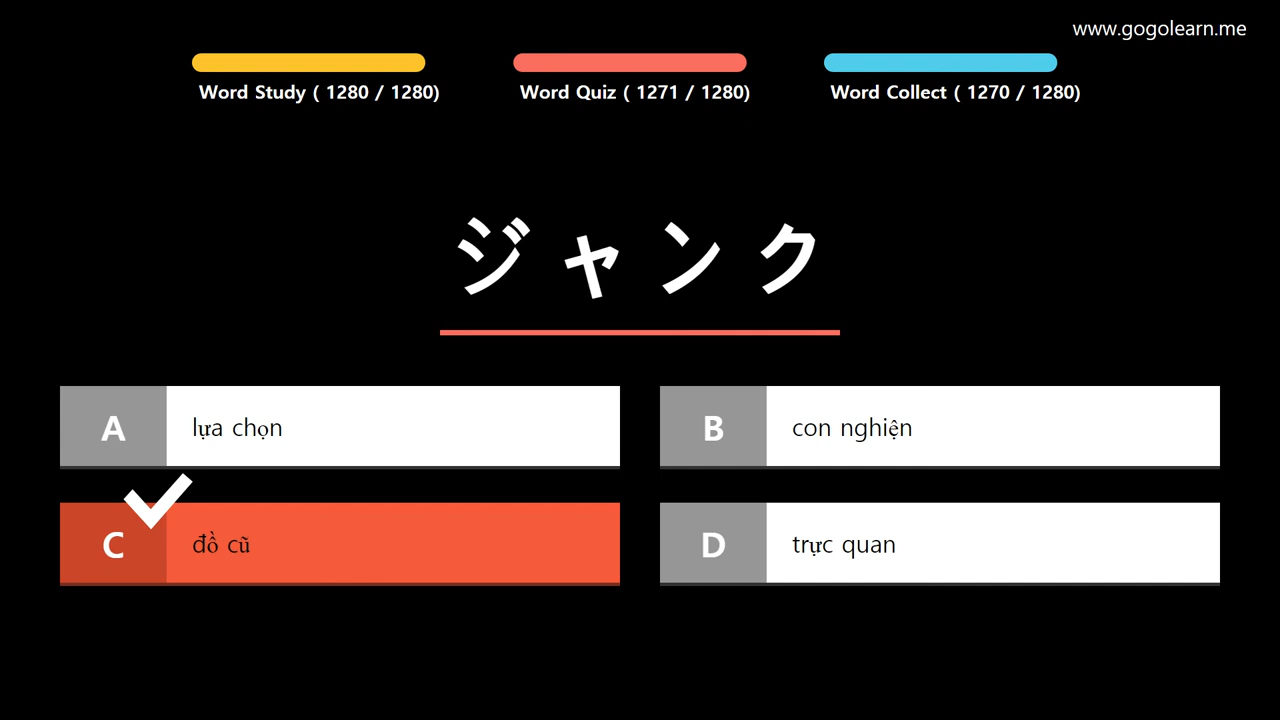 www.gogolearn.me
Word Study ( 1280 / 1280)
Word Quiz ( 1271 / 1280)
Word Collect ( 1270 / 1280)
ジャンク
A lựa chọn
B con nghiện
C đồ cũ
D trực quan